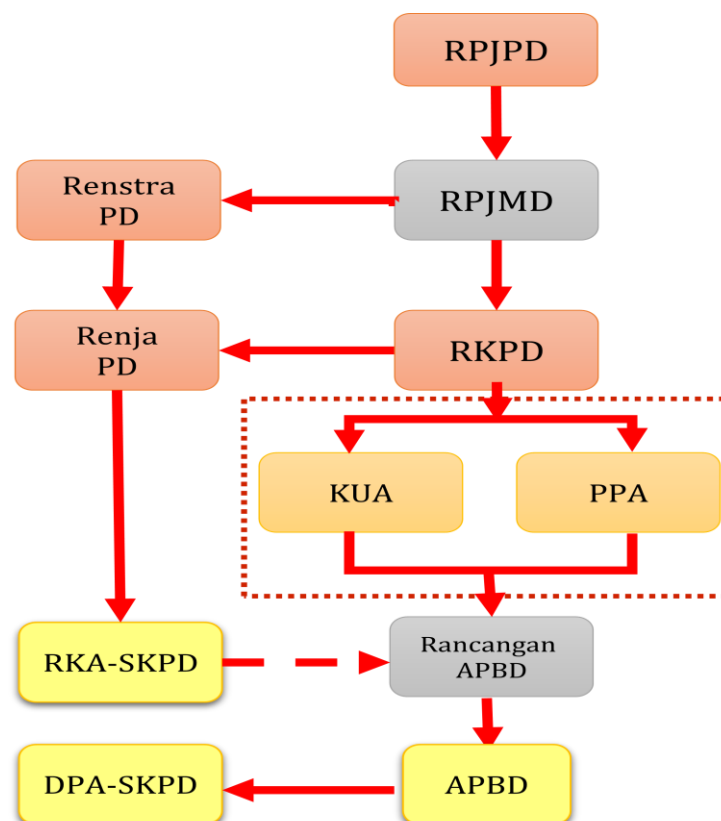 RPJPD
Renstra
PD
RPJMD
Renja
PD
RKPD
KUA
PPA
RKA-SKPD
Rancangan
APBD
DPA-SKPD
APBD